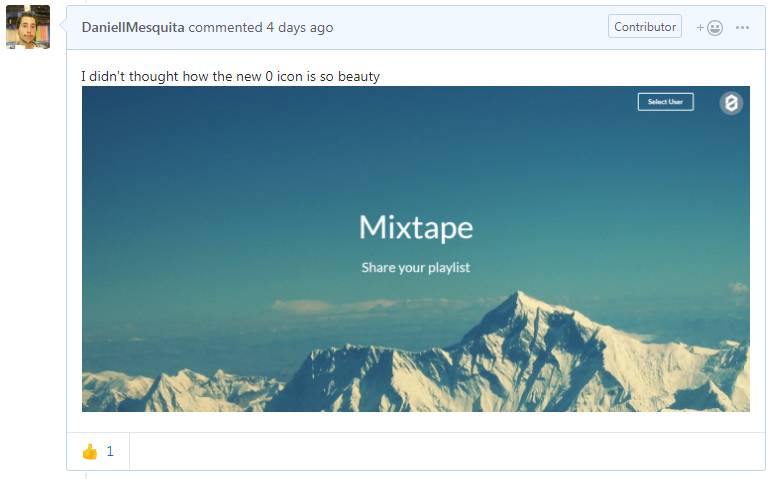 DaniellMesquita commented 4 days ago
Contributor
I didn't thought how the new 0 icon is so beauty
Select User
Mixtape
Share your playlist
1